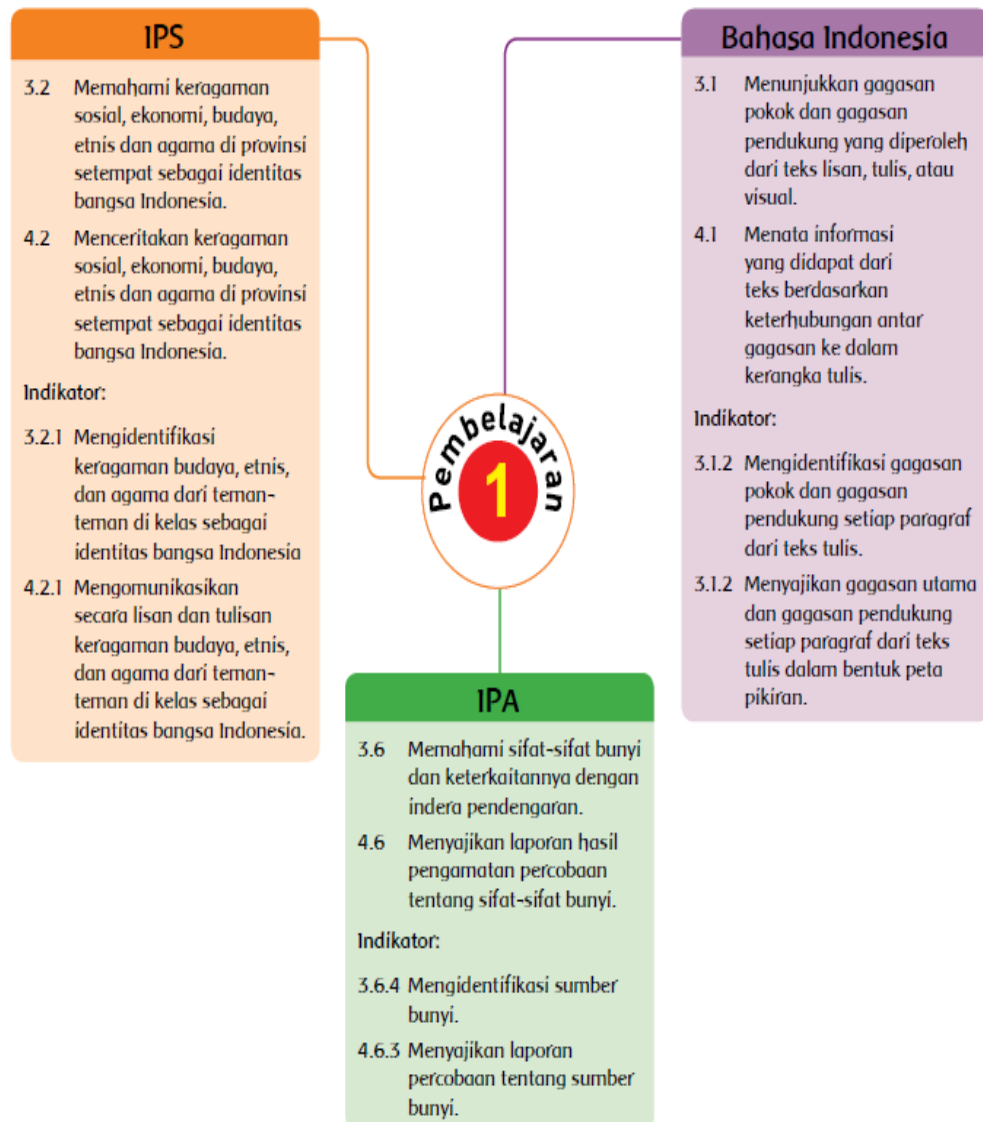 IPS
3.2 Memahami keragaman
sosial, ekonomi, budaya,
etnis dan agama di provinsi
setempat sebagai identitas
bangsa Indonesia.
4.2 Menceritakan keragaman
sosial, ekonomi, budaya,
etnis dan agama di provinsi
setempat sebagai identitas
bangsa Indonesia.
Indikator:
3.2.1 Mengidentifikasi
keragaman budaya, etnis,
dan agama dari teman-
teman di kelas sebagai
identitas bangsa Indonesia
4.2.1 Mengomunikasikan
secara lisan dan tulisan
keragaman budaya, etnis,
dan agama dari teman-
teman di kelas sebagai
identitas bangsa Indonesia.
Bahasa Indonesia
3.1 Menunjukkan gagasan
pokok dan gagasan
pendukung yang diperoleh
dari teks lisan, tulis, atau
visual.
4.1 Menata informasi
yang didapat dari
teks berdasarkan
keterhubungan antar
gagasan ke dalam
kerangka tulis.
Indikator:
3.1.2 Mengidentifikasi gagasan
pokok dan gagasan
pendukung setiap paragraf
dari teks tulis.
3.1.2 Menyajikan gagasan utama
dan gagasan pendukung
setiap paragraf dari teks
tulis dalam bentuk peta
pikiran.
Pembelajaran
1
IPA
3.6 Memahami sifat-sifat bunyi
dan keterkaitannya dengan
indera pendengaran.
4.6 Menyajikan laporan hasil
pengamatan percobaan
tentang sifat-sifat bunyi.
Indikator:
3.6.4 Mengidentifikasi sumber
bunyi.
4.6.3 Menyajikan laporan
percobaan tentang sumber
bunyi.